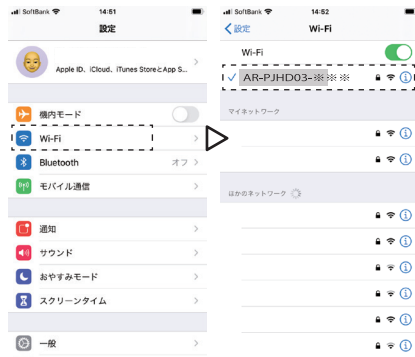 SoftBank 14:51
設定
Apple ID、iCloud、iTunes StoreとApp S...
機内モード
Wi-Fi
Bluetooth オフ
モバイル通信
通知
サウンド
おやすみモード
スクリーンタイム
一般
SoftBank 14:52
設定 Wi-Fi
Wi-Fi
AR-PJHD03-※※※
マイネットワーク
ほかのネットワーク